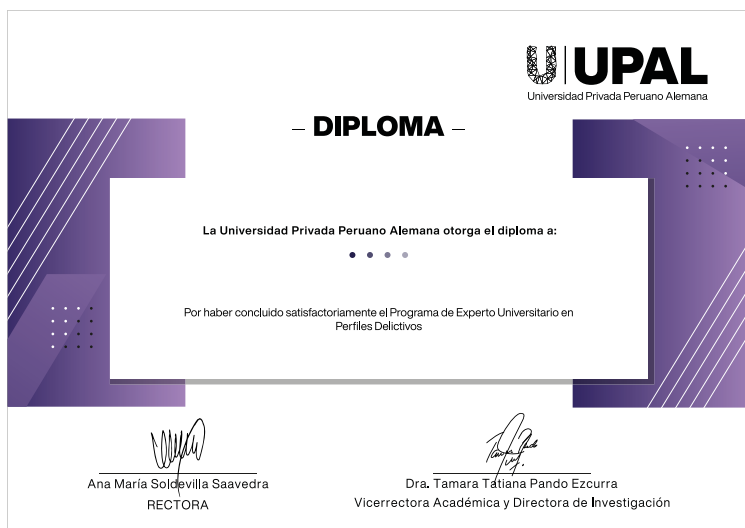 UPAL
Universidad Privada Peruano Alemana
– DIPLOMA –
La Universidad Privada Peruano Alemana otorga el diploma a:
Por haber concluido satisfactoriamente el Programa de Experto Universitario en
Perfiles Delictivos
Ana María Soldevilla Saavedra
RECTORA
Dra. Tamara Tatiana Pando Ezcurra
Vicerrectora Académica y Directora de Investigación